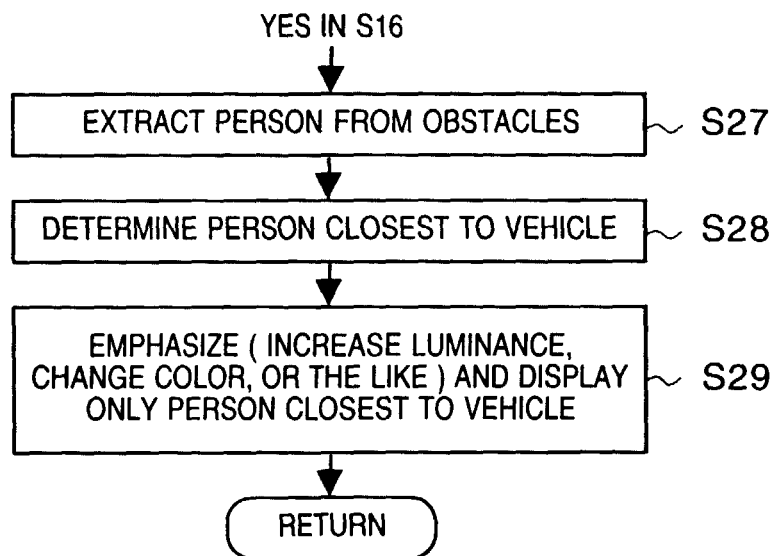 YES IN S16
EXTRACT PERSON FROM OBSTACLES
S27
DETERMINE PERSON CLOSEST TO VEHICLE
S28
EMPHASIZE ( INCREASE LUMINANCE,
CHANGE COLOR, OR THE LIKE ) AND DISPLAY
ONLY PERSON CLOSEST TO VEHICLE
S29
RETURN